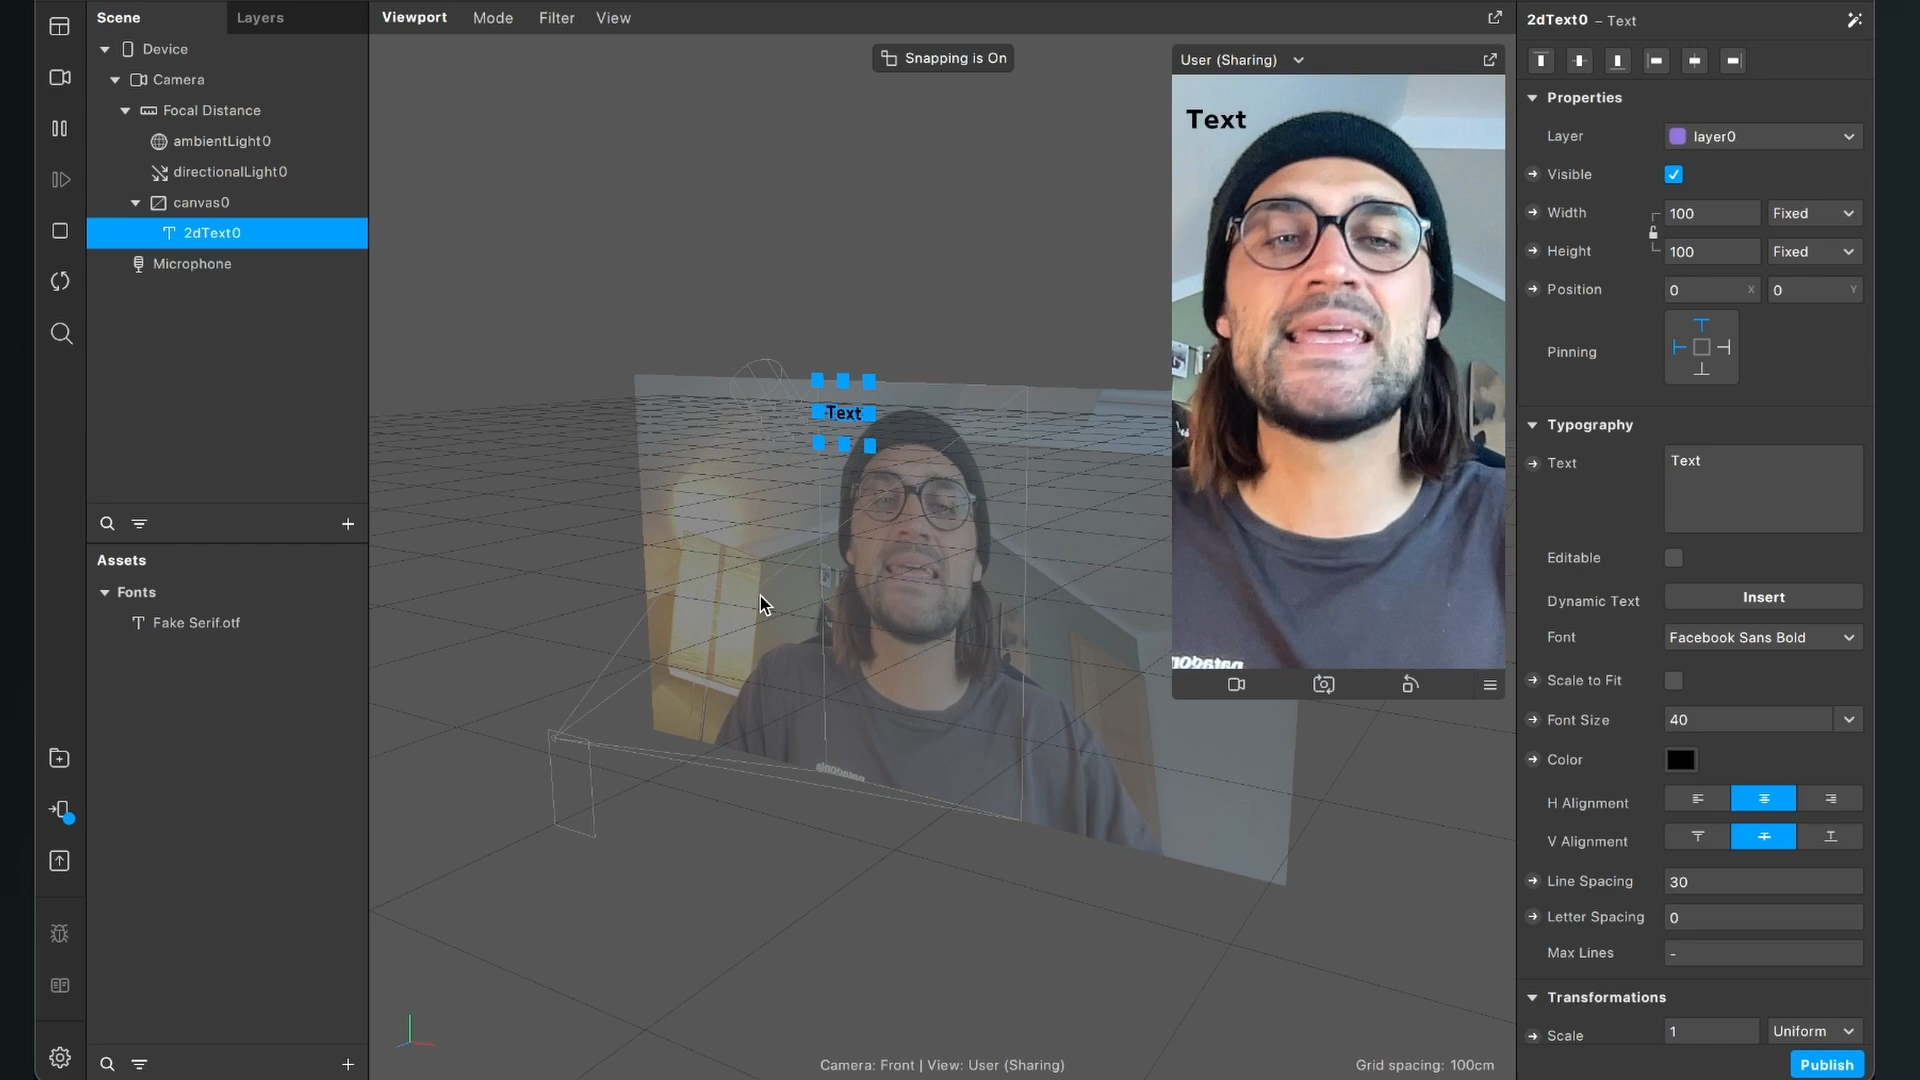 Scene
Layers
Device
Camera
Focal Distance
ambientLight0
directionalLight0
canvas0
2dText0
Microphone
Assets
Fonts
Fake Serif.otf
Viewport
Mode
Filter
View
Snapping is On
User (Sharing)
Text
Text
Camera: Front | View: User (Sharing)
Grid spacing: 100cm
2dText0 – Text
Properties
Layer
layer0
Visible
Width
100
Fixed
Height
100
Fixed
Position
0
X
0
Y
Pinning
Typography
Text
Text
Editable
Dynamic Text
Insert
Font
Facebook Sans Bold
Scale to Fit
Font Size
40
Color
H Alignment
V Alignment
Line Spacing
30
Letter Spacing
0
Max Lines
-
Transformations
Scale
1
Uniform
Publish